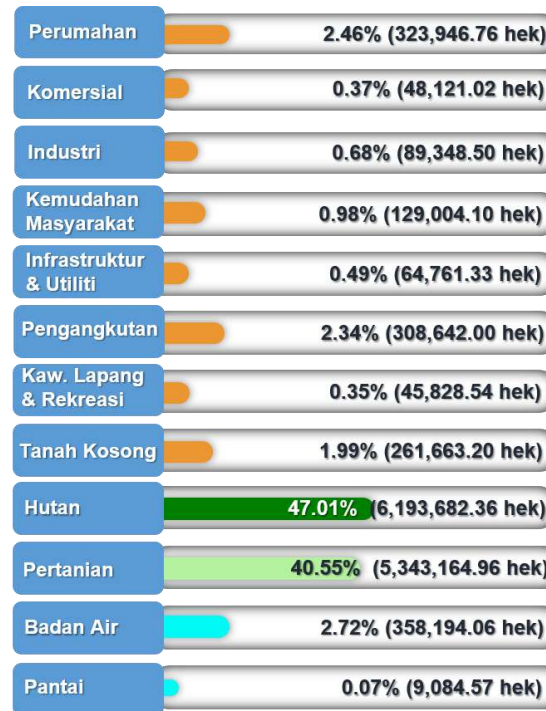 Perumahan 2.46% (323,946.76 hek)
Komersial 0.37% (48,121.02 hek)
Industri 0.68% (89,348.50 hek)
Kemudahan
Masyarakat 0.98% (129,004.10 hek)
Infrastruktur
& Utiliti 0.49% (64,761.33 hek)
Pengangkutan 2.34% (308,642.00 hek)
Kaw. Lapang
& Rekreasi 0.35% (45,828.54 hek)
Tanah Kosong 1.99% (261,663.20 hek)
Hutan 47.01% (6,193,682.36 hek)
Pertanian 40.55% (5,343,164.96 hek)
Badan Air 2.72% (358,194.06 hek)
Pantai 0.07% (9,084.57 hek)